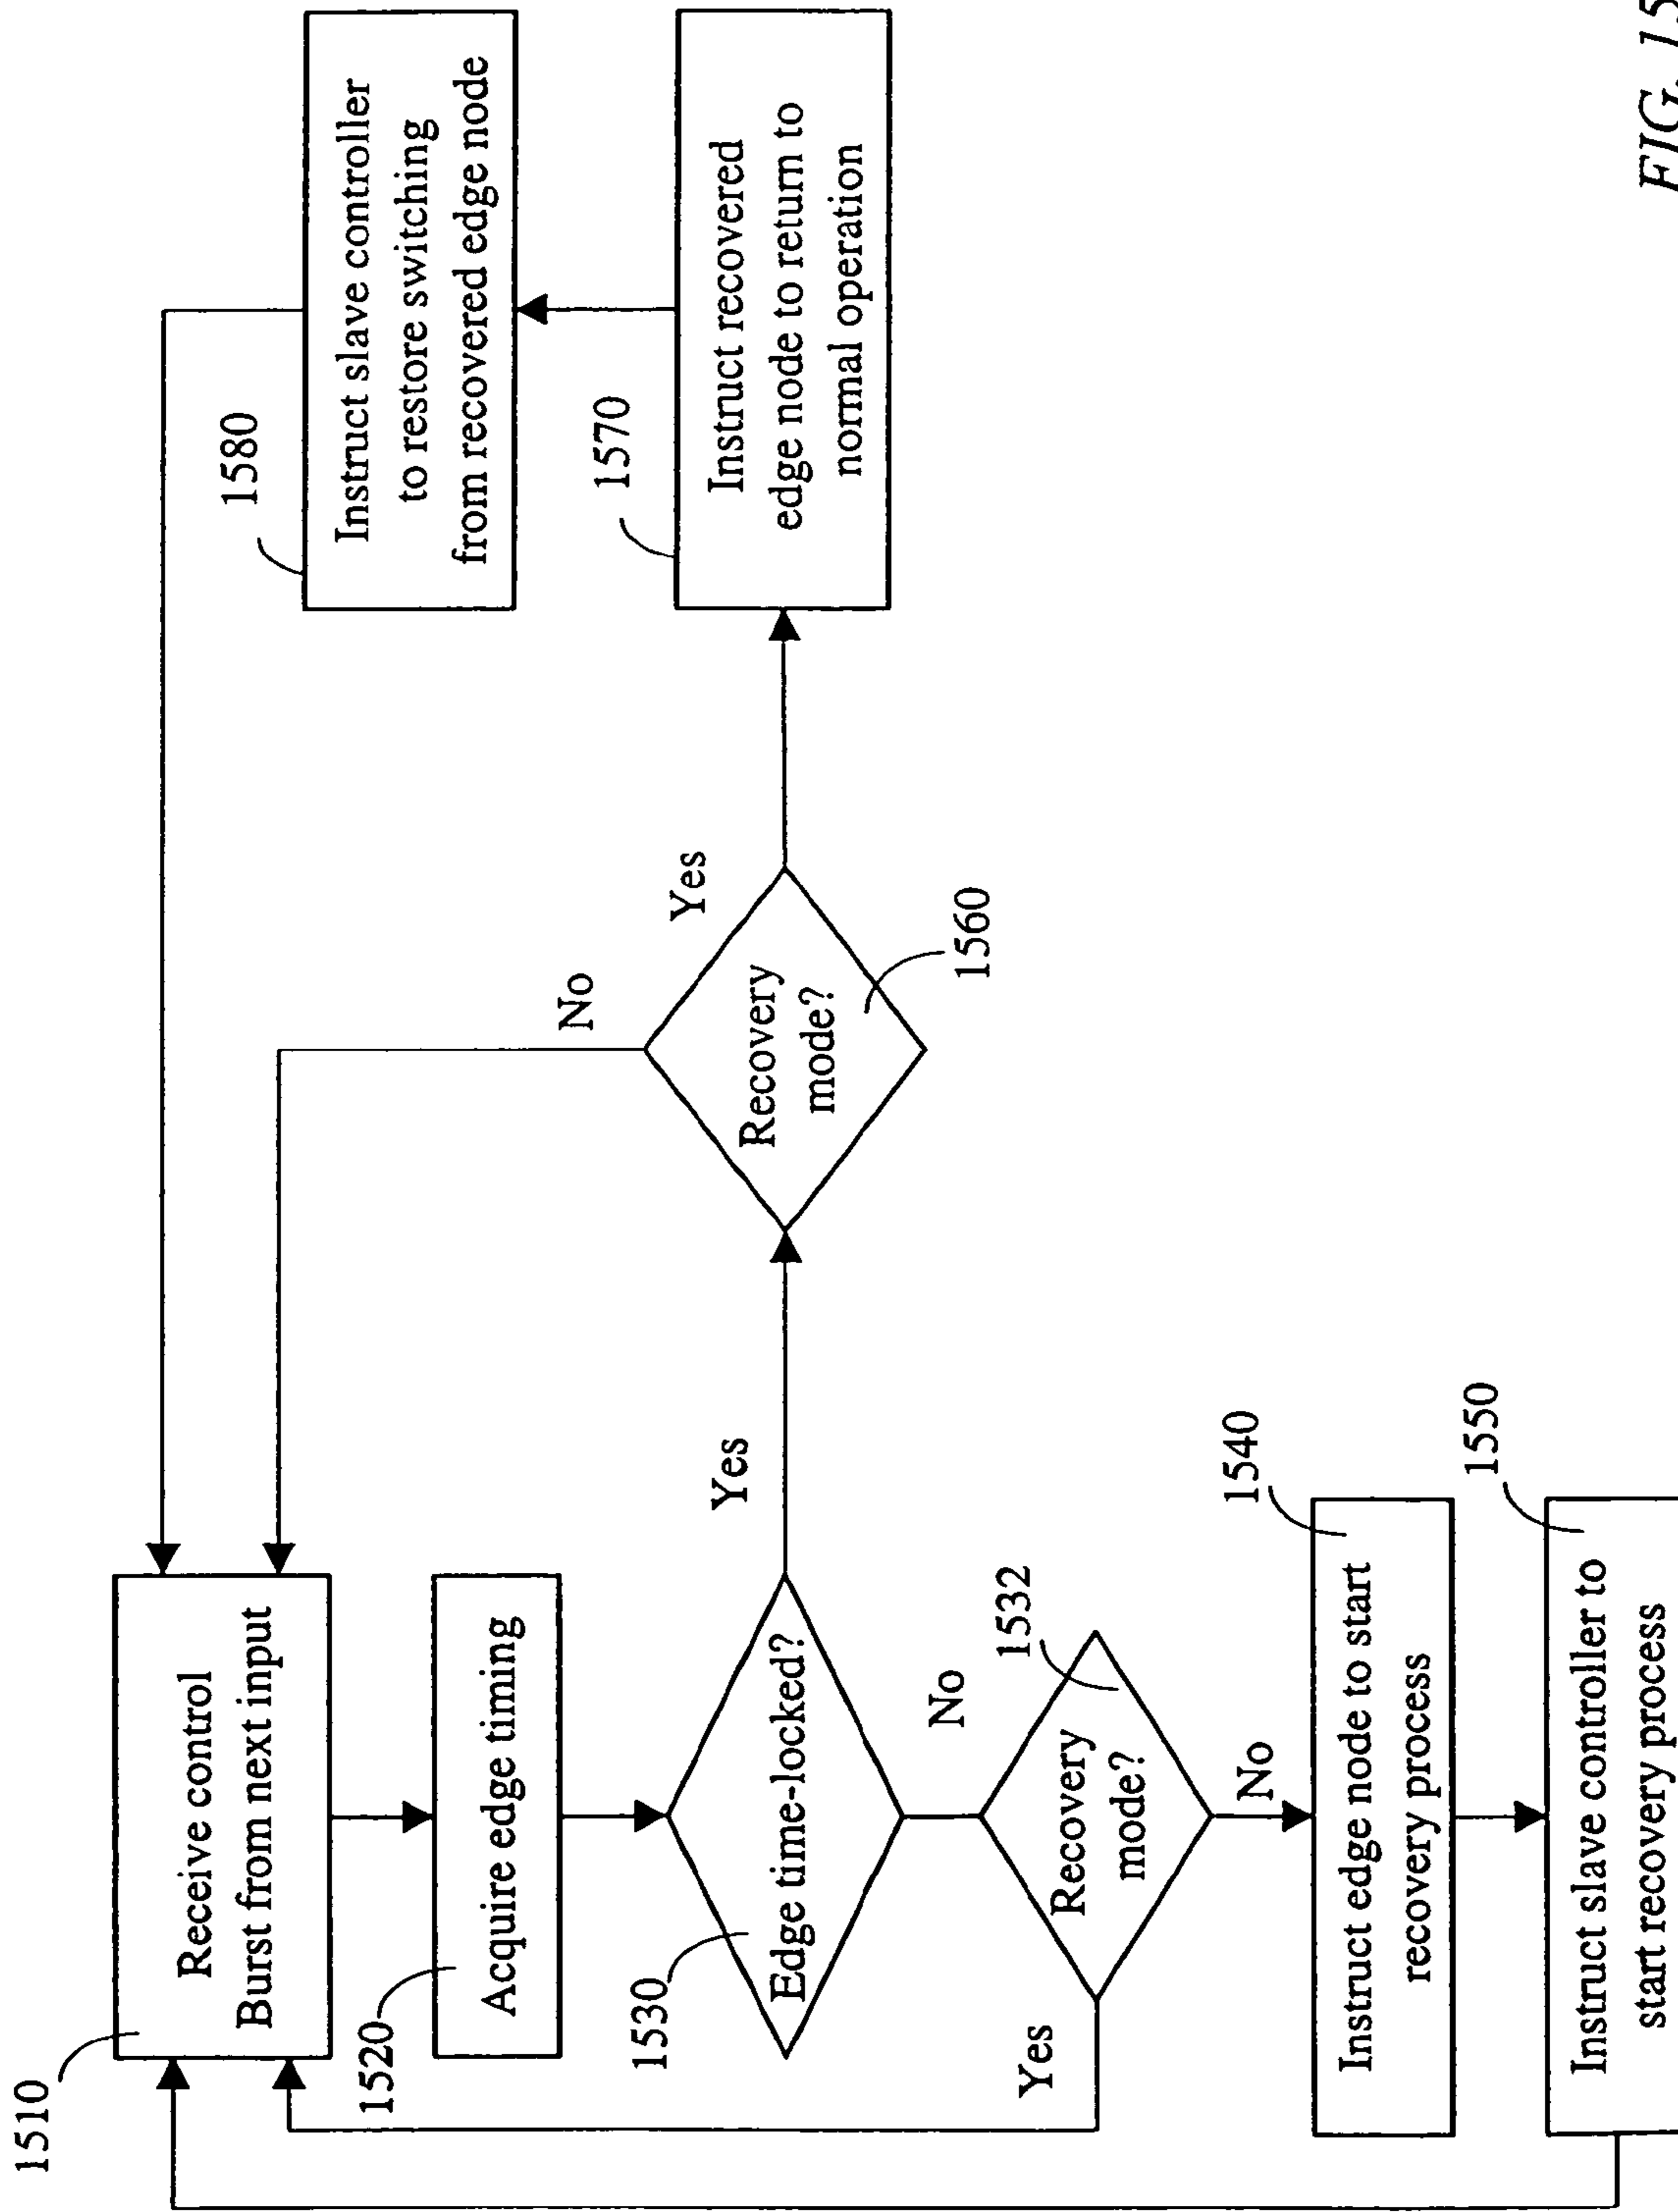 1510
Receive control
Burst from next input
1520
Acquire edge timing
1530
Edge time-locked?
Yes
No
1532
Recovery
mode?
Yes
No
1540
Instruct edge node to start
recovery process
1550
Instruct slave controller to
start recovery process
Recovery
mode?
1560
No
Yes
1570
Instruct recovered
edge node to return to
normal operation
1580
Instruct slave controller
to restore switching
from recovered edge node
FIG. 15